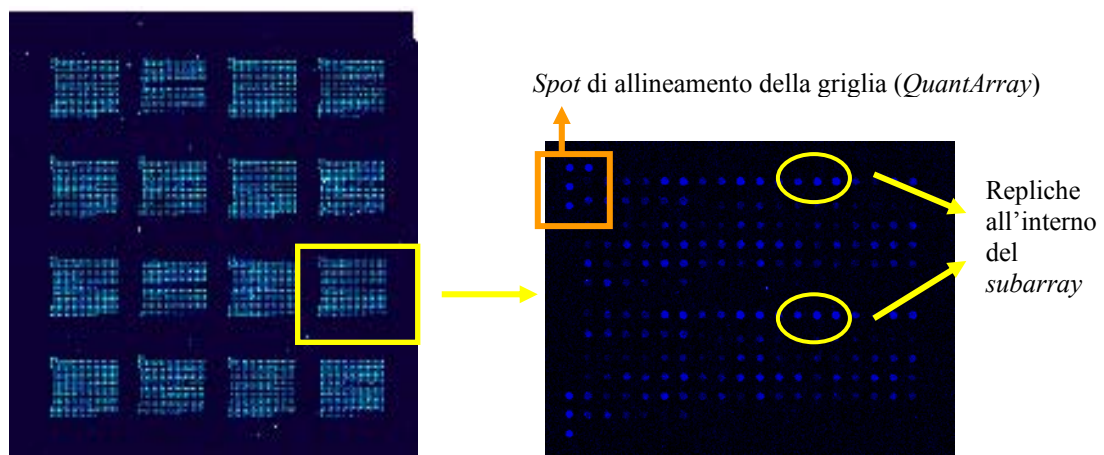 Spot di allineamento della griglia (QuantArray)
Repliche
all’interno
del
subarray